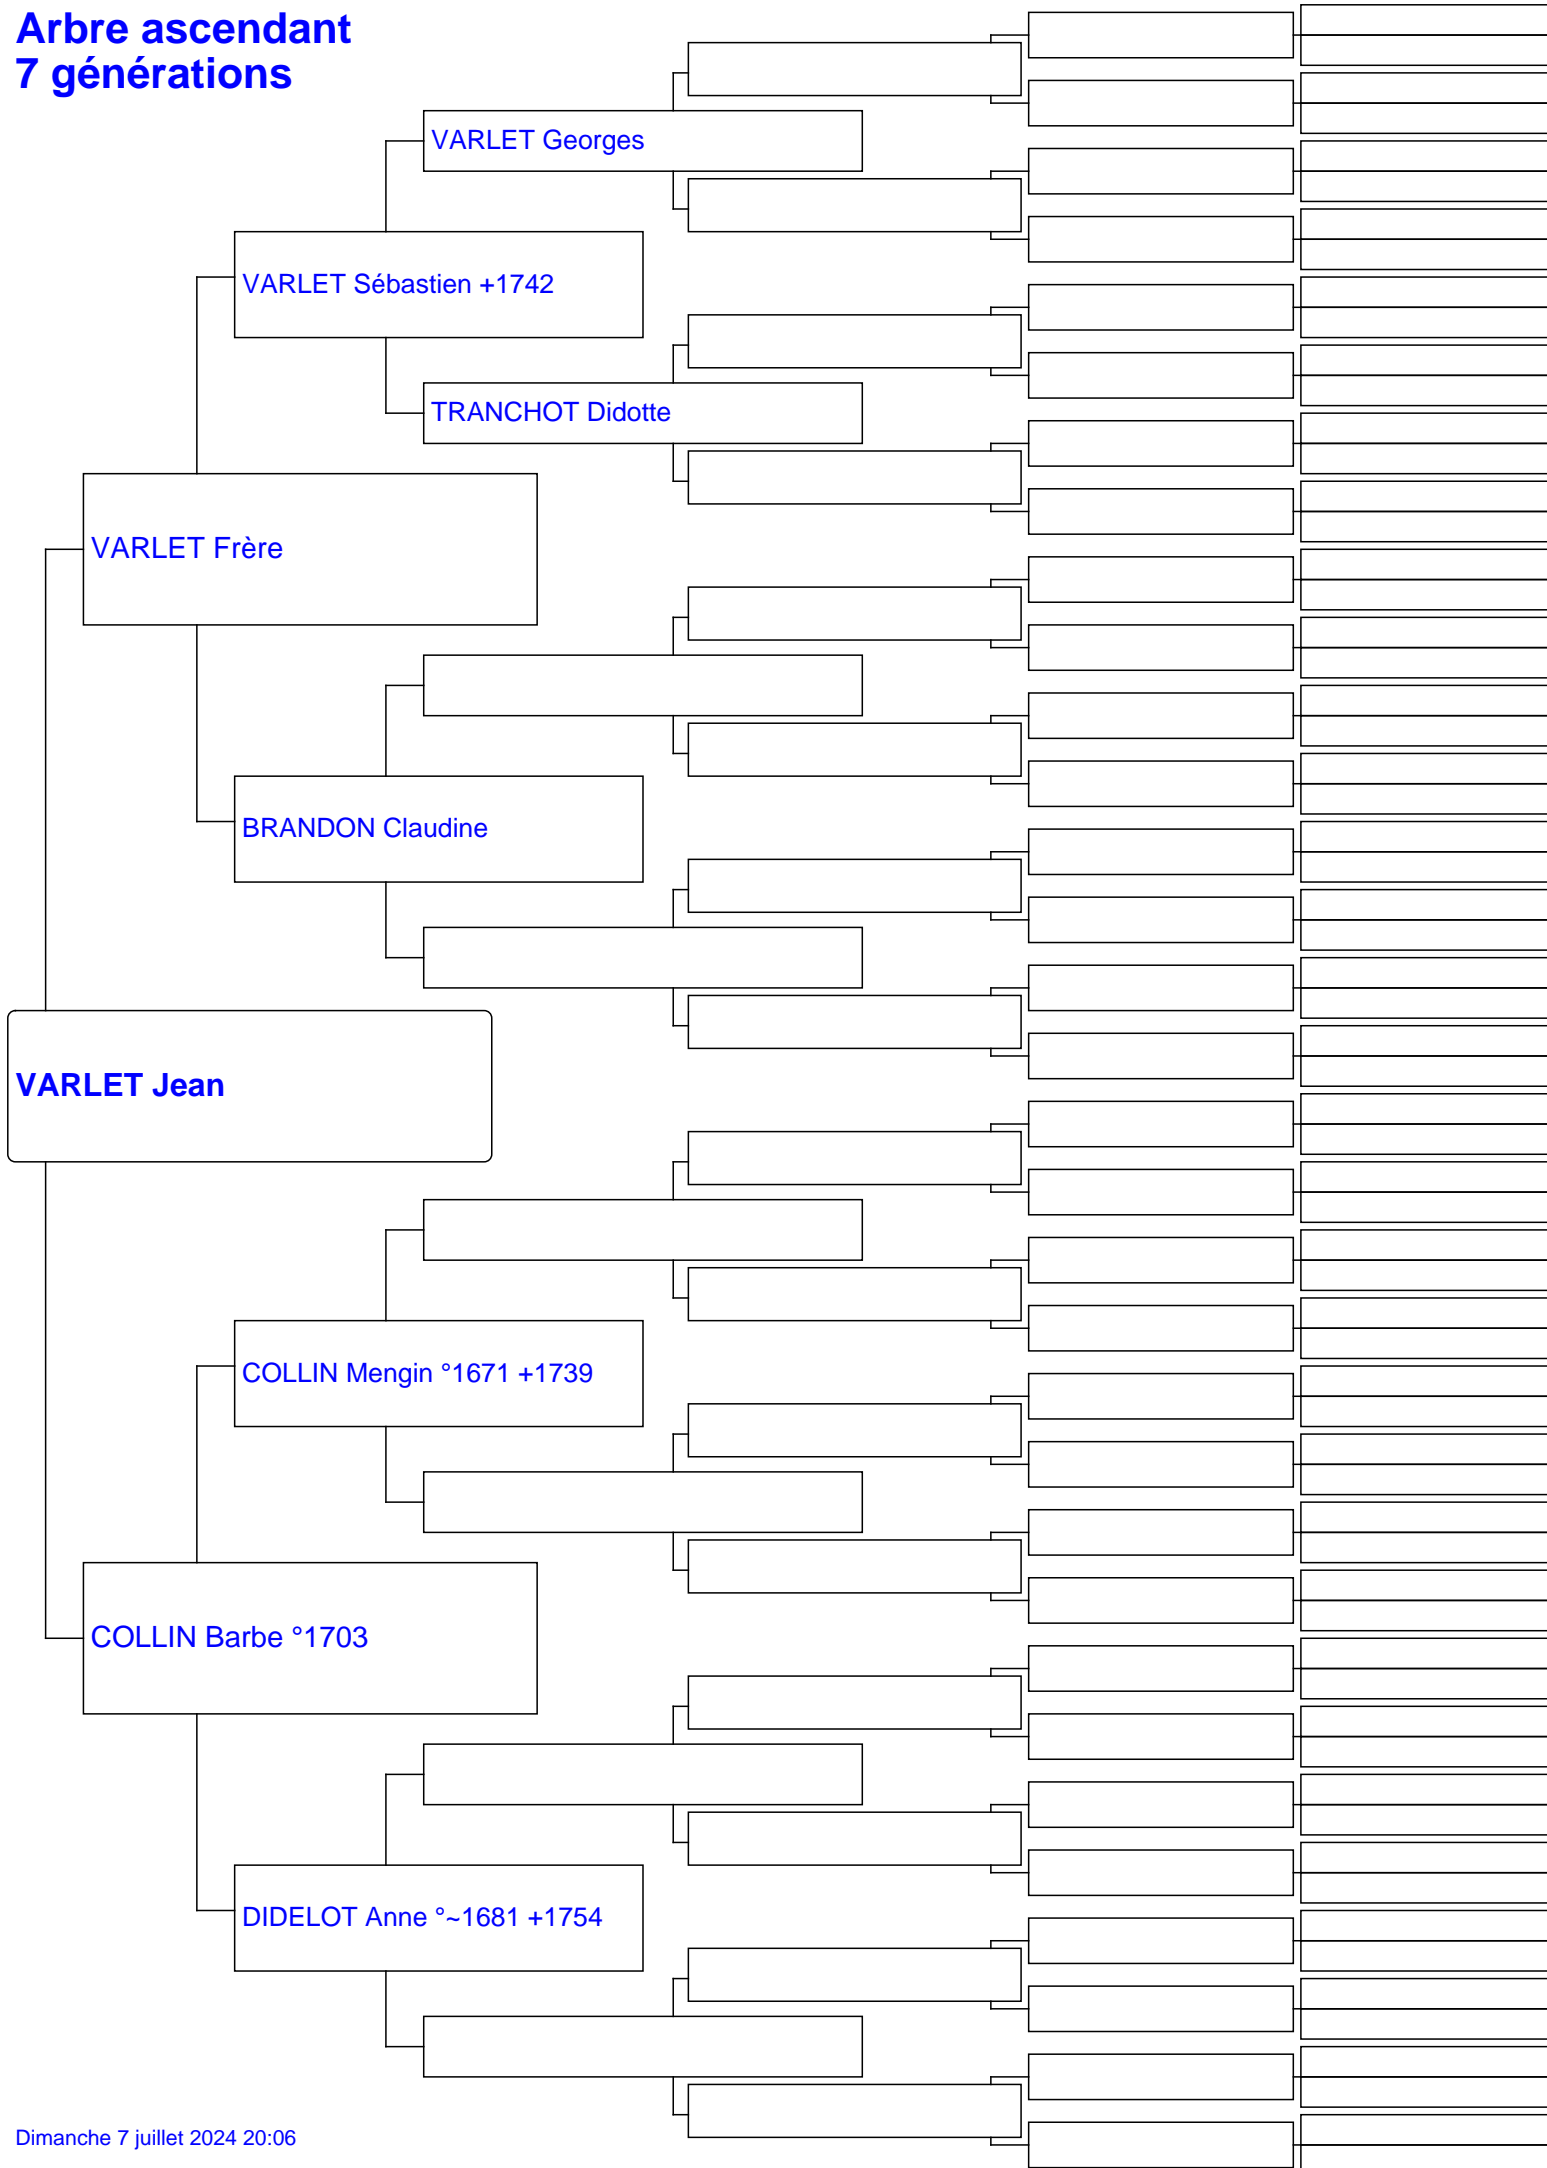 Arbre ascendant
7 générations
VARLET Georges
VARLET Sébastien +1742
TRANCHOT Didotte
VARLET Frère
BRANDON Claudine
VARLET Jean
COLLIN Mengin °1671 +1739
COLLIN Barbe °1703
DIDELOT Anne °~1681 +1754
Dimanche 7 juillet 2024 20:06